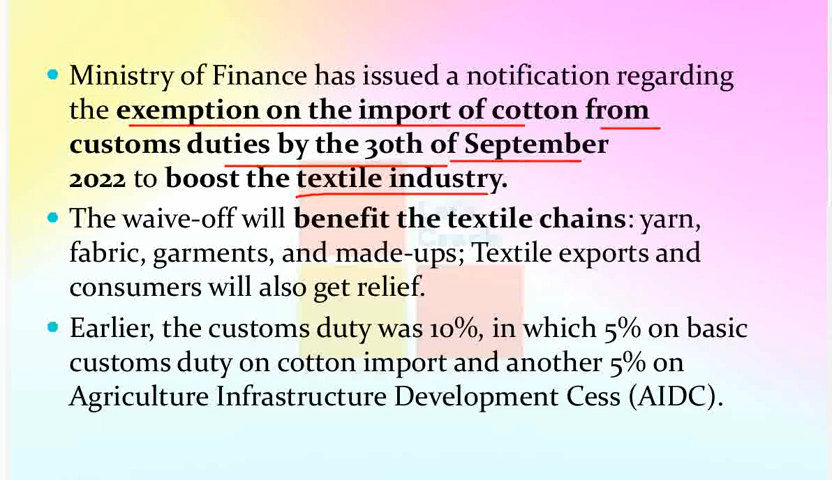 • Ministry of Finance has issued a notification regarding
the exemption on the import of cotton from
customs duties by the 30th of September
2022 to boost the textile industry.
• The waive-off will benefit the textile chains: yarn,
fabric, garments, and made-ups; Textile exports and
consumers will also get relief.
• Earlier, the customs duty was 10%, in which 5% on basic
customs duty on cotton import and another 5% on
Agriculture Infrastructure Development Cess (AIDC).